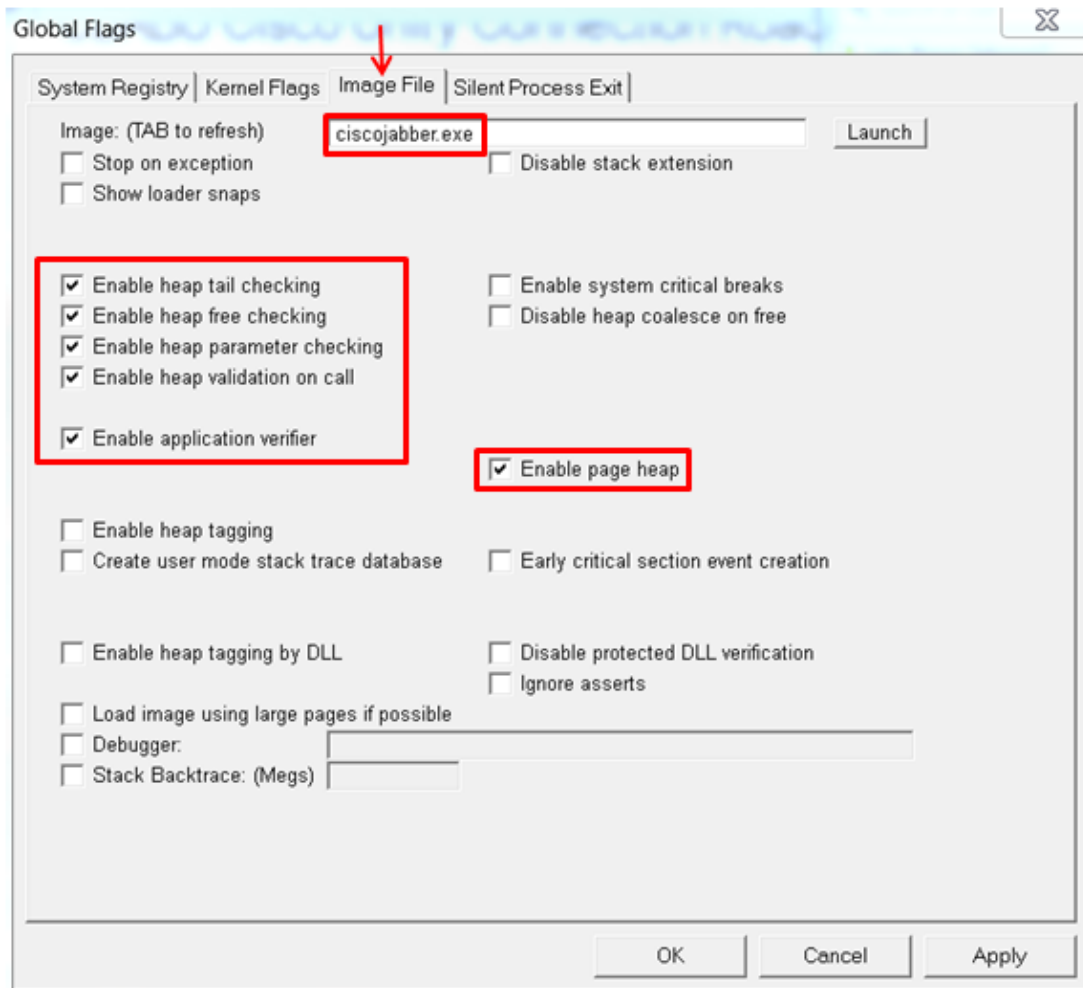 Global Flags
System Registry
Kernel Flags
Image File
Silent Process Exit
Image: (TAB to refresh)
ciscojabber.exe
Launch
Stop on exception
Disable stack extension
Show loader snaps
Enable heap tail checking
Enable system critical breaks
Enable heap free checking
Disable heap coalesce on free
Enable heap parameter checking
Enable heap validation on call
Enable application verifier
Enable page heap
Enable heap tagging
Create user mode stack trace database
Early critical section event creation
Enable heap tagging by DLL
Disable protected DLL verification
Ignore asserts
Load image using large pages if possible
Debugger:
Stack Backtrace: (Megs)
OK
Cancel
Apply